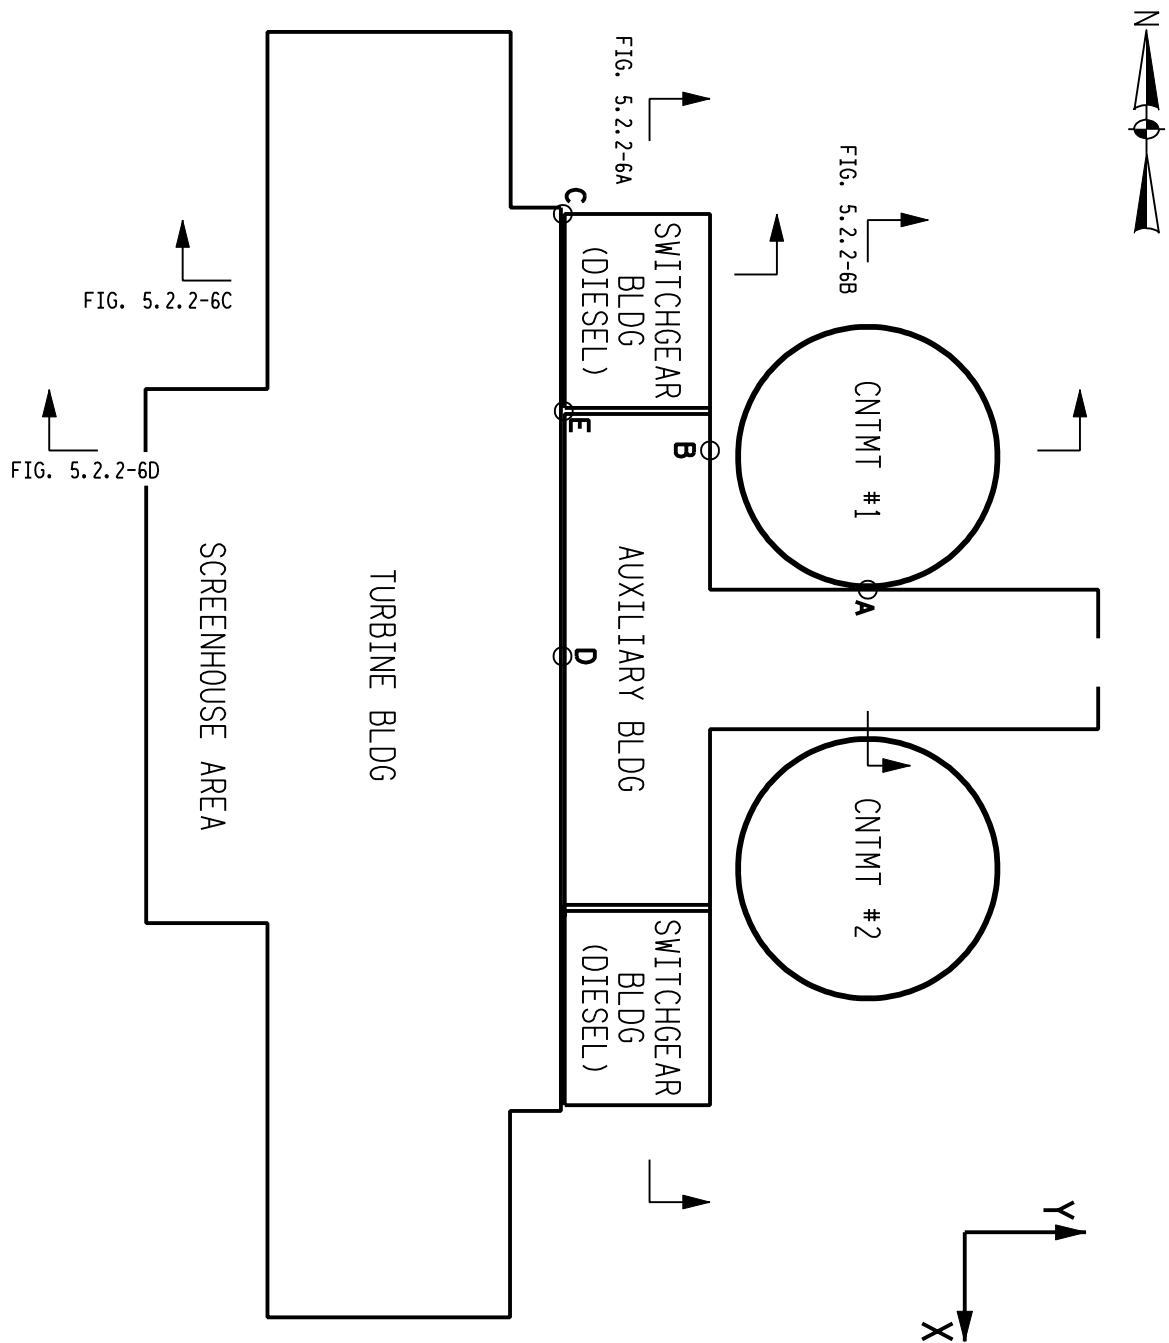 N
FIG. 5.2.2-6A
FIG. 5.2.2-6B
FIG. 5.2.2-6C
FIG. 5.2.2-6D
C
SWITCHGEAR
BLDG
(DIESEL)
E
B
CNTMT #1
A
AUXILIARY BLDG
D
TURBINE BLDG
SCREENHOUSE AREA
CNTMT #2
SWITCHGEAR
BLDG
(DIESEL)
Y
X